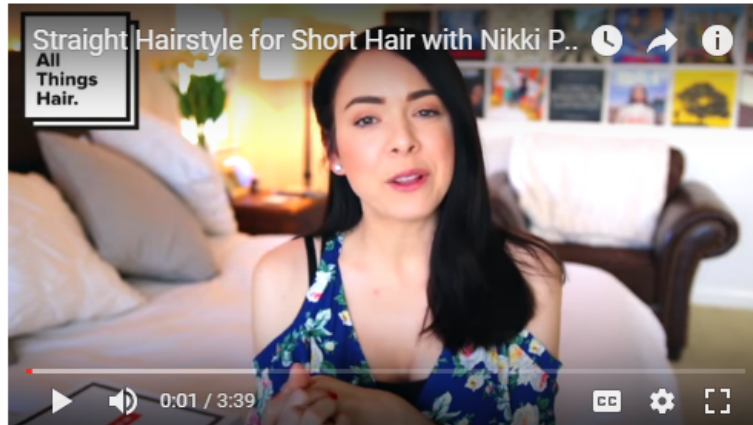 Straight Hairstyle for Short Hair with Nikki P..
All
Things
Hair.
0:01 / 3:39
CC